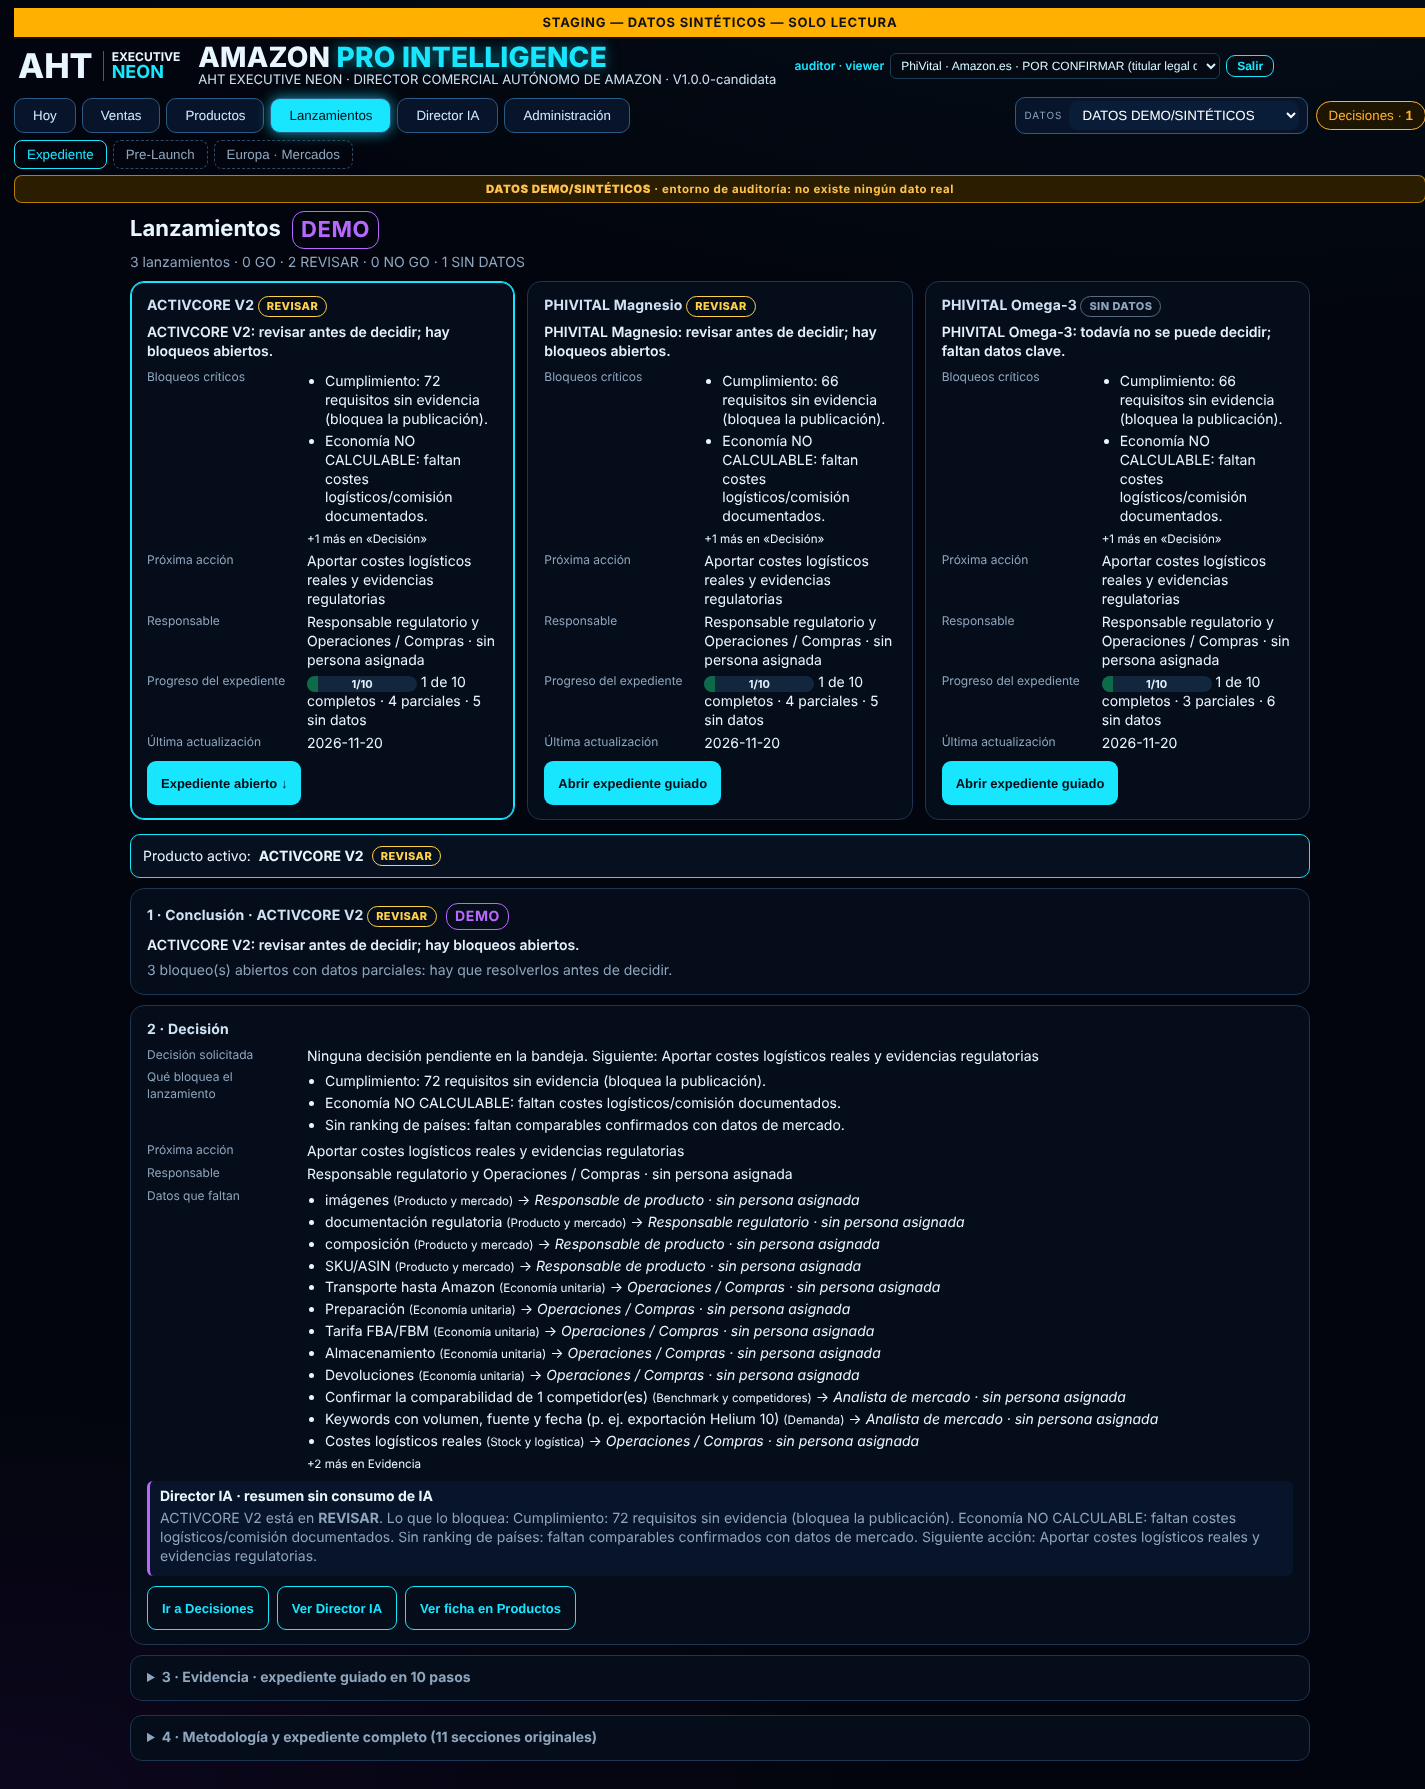 STAGING — DATOS SINTÉTICOS — SOLO LECTURA
AHT
EXECUTIVE
NEON
AMAZON PRO INTELLIGENCE
AHT EXECUTIVE NEON · DIRECTOR COMERCIAL AUTÓNOMO DE AMAZON · V1.0.0-candidata
auditor · viewer
PhiVital · Amazon.es · POR CONFIRMAR (titular legal
Salir
Hoy
Ventas
Productos
Lanzamientos
Director IA
Administración
DATOS
DATOS DEMO/SINTÉTICOS
Decisiones · 1
Expediente
Pre-Launch
Europa · Mercados
DATOS DEMO/SINTÉTICOS · entorno de auditoría: no existe ningún dato real
Lanzamientos DEMO
3 lanzamientos · 0 GO · 2 REVISAR · 0 NO GO · 1 SIN DATOS
ACTIVCORE V2 REVISAR
ACTIVCORE V2: revisar antes de decidir; hay
bloqueos abiertos.
Bloqueos críticos
• Cumplimiento: 72
requisitos sin evidencia
(bloquea la publicación).
• Economía NO
CALCULABLE: faltan
costes
logísticos/comisión
documentados.
+1 más en «Decisión»
Próxima acción
Aportar costes logísticos
reales y evidencias
regulatorias
Responsable
Responsable regulatorio y
Operaciones / Compras · sin
persona asignada
Progreso del expediente
1/10 1 de 10
completos · 4 parciales · 5
sin datos
Última actualización
2026-11-20
Expediente abierto ↓
PHIVITAL Magnesio REVISAR
PHIVITAL Magnesio: revisar antes de decidir; hay
bloqueos abiertos.
Bloqueos críticos
• Cumplimiento: 66
requisitos sin evidencia
(bloquea la publicación).
• Economía NO
CALCULABLE: faltan
costes
logísticos/comisión
documentados.
+1 más en «Decisión»
Próxima acción
Aportar costes logísticos
reales y evidencias
regulatorias
Responsable
Responsable regulatorio y
Operaciones / Compras · sin
persona asignada
Progreso del expediente
1/10 1 de 10
completos · 4 parciales · 5
sin datos
Última actualización
2026-11-20
Abrir expediente guiado
PHIVITAL Omega-3 SIN DATOS
PHIVITAL Omega-3: todavía no se puede decidir;
faltan datos clave.
Bloqueos críticos
• Cumplimiento: 66
requisitos sin evidencia
(bloquea la publicación).
• Economía NO
CALCULABLE: faltan
costes
logísticos/comisión
documentados.
+1 más en «Decisión»
Próxima acción
Aportar costes logísticos
reales y evidencias
regulatorias
Responsable
Responsable regulatorio y
Operaciones / Compras · sin
persona asignada
Progreso del expediente
1/10 1 de 10
completos · 3 parciales · 6
sin datos
Última actualización
2026-11-20
Abrir expediente guiado
Producto activo: ACTIVCORE V2 REVISAR
1 · Conclusión · ACTIVCORE V2 REVISAR DEMO
ACTIVCORE V2: revisar antes de decidir; hay bloqueos abiertos.
3 bloqueo(s) abiertos con datos parciales: hay que resolverlos antes de decidir.
2 · Decisión
Decisión solicitada
Ninguna decisión pendiente en la bandeja. Siguiente: Aportar costes logísticos reales y evidencias regulatorias
Qué bloquea el
lanzamiento
• Cumplimiento: 72 requisitos sin evidencia (bloquea la publicación).
• Economía NO CALCULABLE: faltan costes logísticos/comisión documentados.
• Sin ranking de países: faltan comparables confirmados con datos de mercado.
Próxima acción
Aportar costes logísticos reales y evidencias regulatorias
Responsable
Responsable regulatorio y Operaciones / Compras · sin persona asignada
Datos que faltan
• imágenes (Producto y mercado) → Responsable de producto · sin persona asignada
• documentación regulatoria (Producto y mercado) → Responsable regulatorio · sin persona asignada
• composición (Producto y mercado) → Responsable de producto · sin persona asignada
• SKU/ASIN (Producto y mercado) → Responsable de producto · sin persona asignada
• Transporte hasta Amazon (Economía unitaria) → Operaciones / Compras · sin persona asignada
• Preparación (Economía unitaria) → Operaciones / Compras · sin persona asignada
• Tarifa FBA/FBM (Economía unitaria) → Operaciones / Compras · sin persona asignada
• Almacenamiento (Economía unitaria) → Operaciones / Compras · sin persona asignada
• Devoluciones (Economía unitaria) → Operaciones / Compras · sin persona asignada
• Confirmar la comparabilidad de 1 competidor(es) (Benchmark y competidores) → Analista de mercado · sin persona asignada
• Keywords con volumen, fuente y fecha (p. ej. exportación Helium 10) (Demanda) → Analista de mercado · sin persona asignada
• Costes logísticos reales (Stock y logística) → Operaciones / Compras · sin persona asignada
+2 más en Evidencia
Director IA · resumen sin consumo de IA
ACTIVCORE V2 está en REVISAR. Lo que lo bloquea: Cumplimiento: 72 requisitos sin evidencia (bloquea la publicación). Economía NO CALCULABLE: faltan costes
logísticos/comisión documentados. Sin ranking de países: faltan comparables confirmados con datos de mercado. Siguiente acción: Aportar costes logísticos reales y
evidencias regulatorias.
Ir a Decisiones
Ver Director IA
Ver ficha en Productos
▶ 3 · Evidencia · expediente guiado en 10 pasos
▶ 4 · Metodología y expediente completo (11 secciones originales)